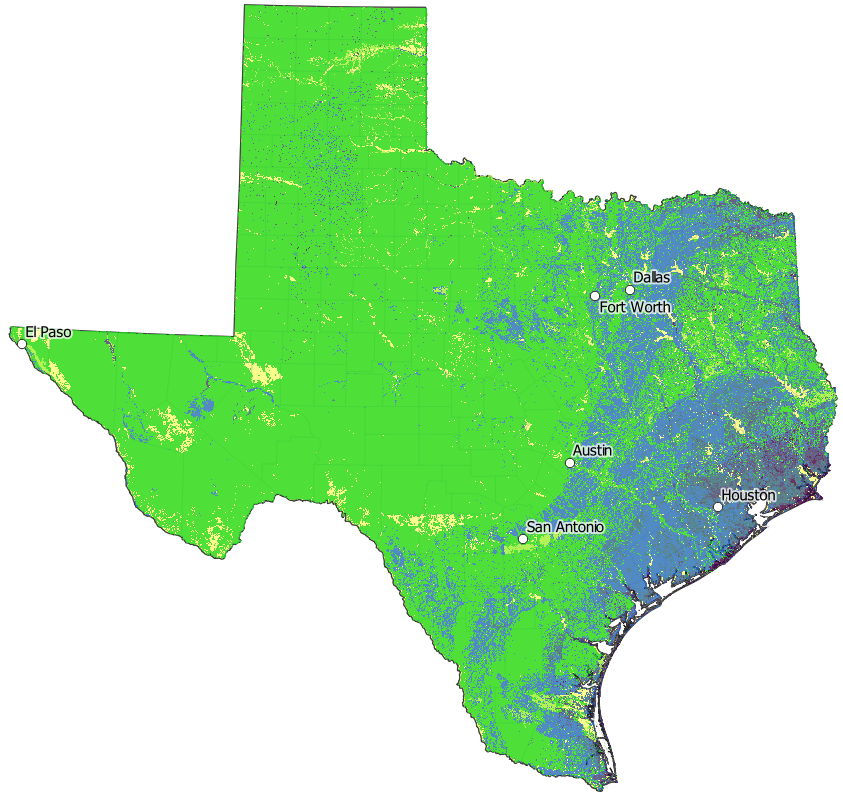 Dallas
Fort Worth
El Paso
Austin
Houston
San Antonio